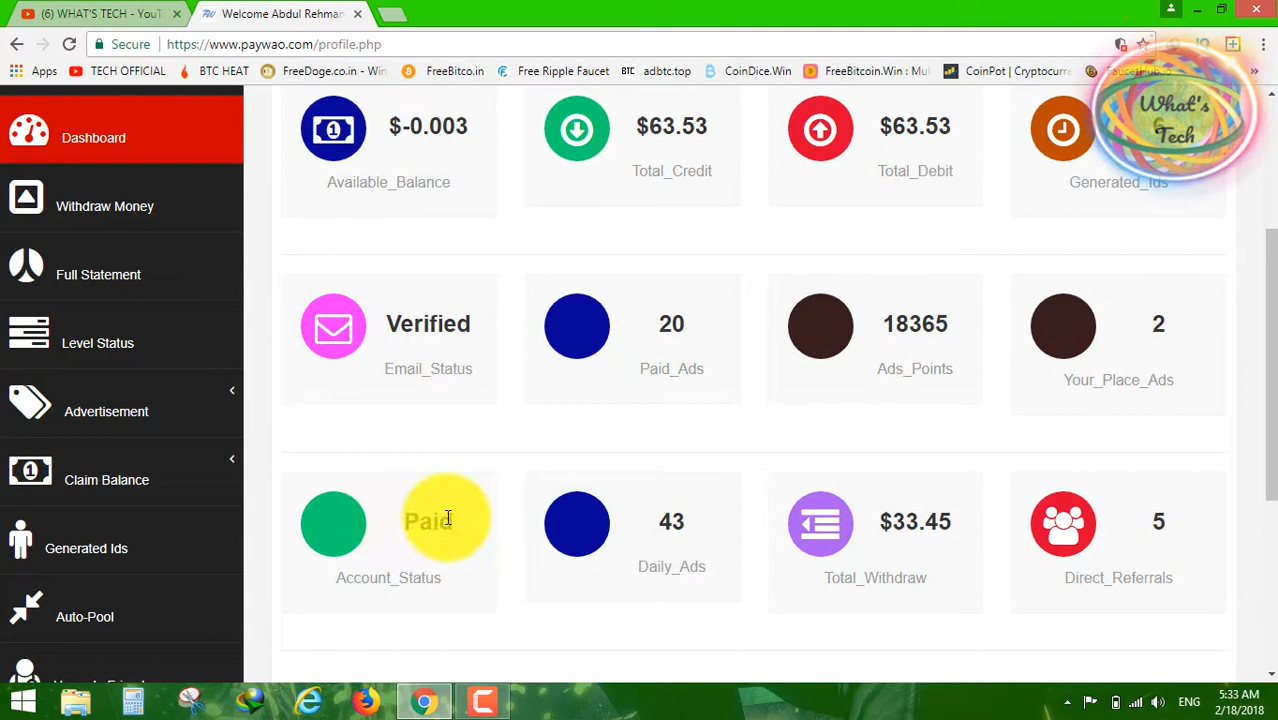 (6) WHAT'S TECH - YouT
Welcome Abdul Rehman
Secure
https://www.paywao.com/profile.php
Apps
TECH OFFICIAL
BTC HEAT
FreeDoge.co.in - Win
FreeBitco.in
Free Ripple Faucet
BTC adbtc.top
CoinDice.Win
FreeBitcoin.Win : Mul
CoinPot | Cryptocurre
FaucetHub
What's
Tech
Dashboard
Withdraw Money
Full Statement
Level Status
Advertisement
Claim Balance
Generated Ids
Auto-Pool
$-0.003
Available_Balance
$63.53
Total_Credit
$63.53
Total_Debit
6
Generated_Ids
Verified
Email_Status
20
Paid_Ads
18365
Ads_Points
2
Your_Place_Ads
Paid
Account_Status
43
Daily_Ads
$33.45
Total_Withdraw
5
Direct_Referrals
ENG
5:33 AM
2/18/2018